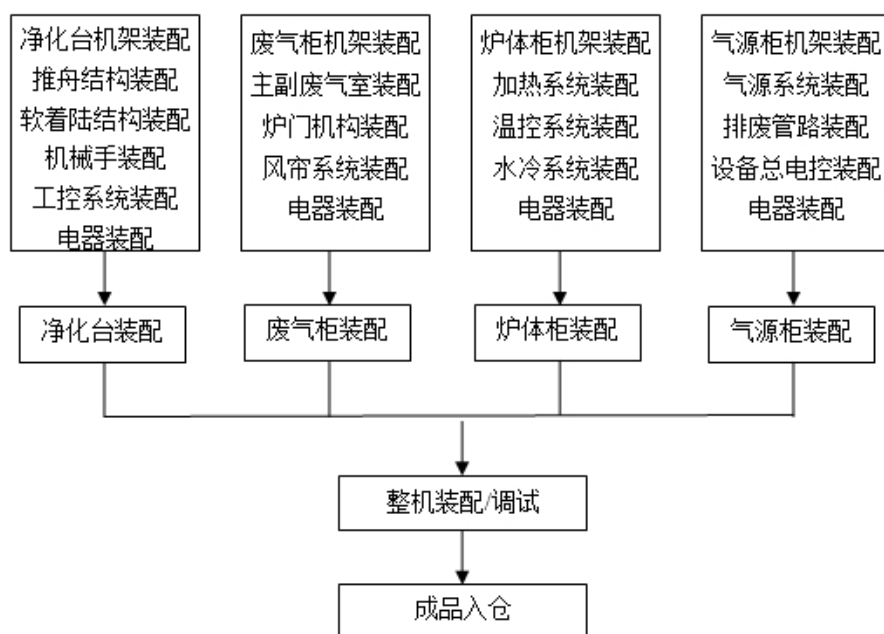 净化台机架装配
推舟结构装配
软着陆结构装配
机械手装配
工控系统装配
电器装配
废气柜机架装配
主副废气室装配
炉门机构装配
风帘系统装配
电器装配
炉体柜机架装配
加热系统装配
温控系统装配
水冷系统装配
电器装配
气源柜机架装配
气源系统装配
排废管路装配
设备总电控装配
电器装配
净化台装配
废气柜装配
炉体柜装配
气源柜装配
整机装配/调试
成品入仓